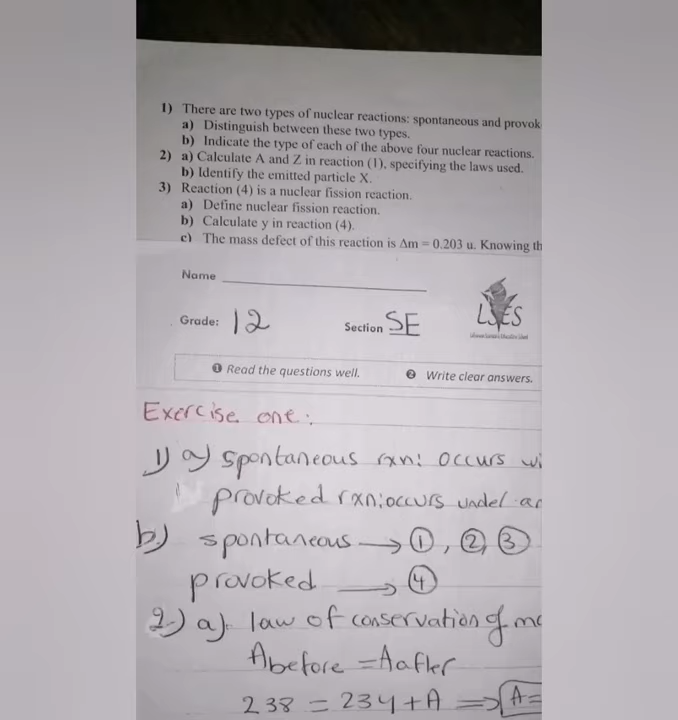 1) There are two types of nuclear reactions: spontaneous and provok
a) Distinguish between these two types.
b) Indicate the type of each of the above four nuclear reactions.
2) a) Calculate A and Z in reaction (1), specifying the laws used.
b) Identify the emitted particle X.
3) Reaction (4) is a nuclear fission reaction.
a) Define nuclear fission reaction.
b) Calculate y in reaction (4).
c) The mass defect of this reaction is Δm = 0.203 u. Knowing th
Name
Grade: 12 Section SE
LSES
❶ Read the questions well. ❷ Write clear answers.
Exercise one:
1) a) spontaneous rxn: occurs wi
provoked rxn: occurs under an
b) spontaneous → ①, ②, ③
provoked → ④
2-) a). law of conservation of ma
Abefore = Aafter
238 = 234 + A ⇒ A =